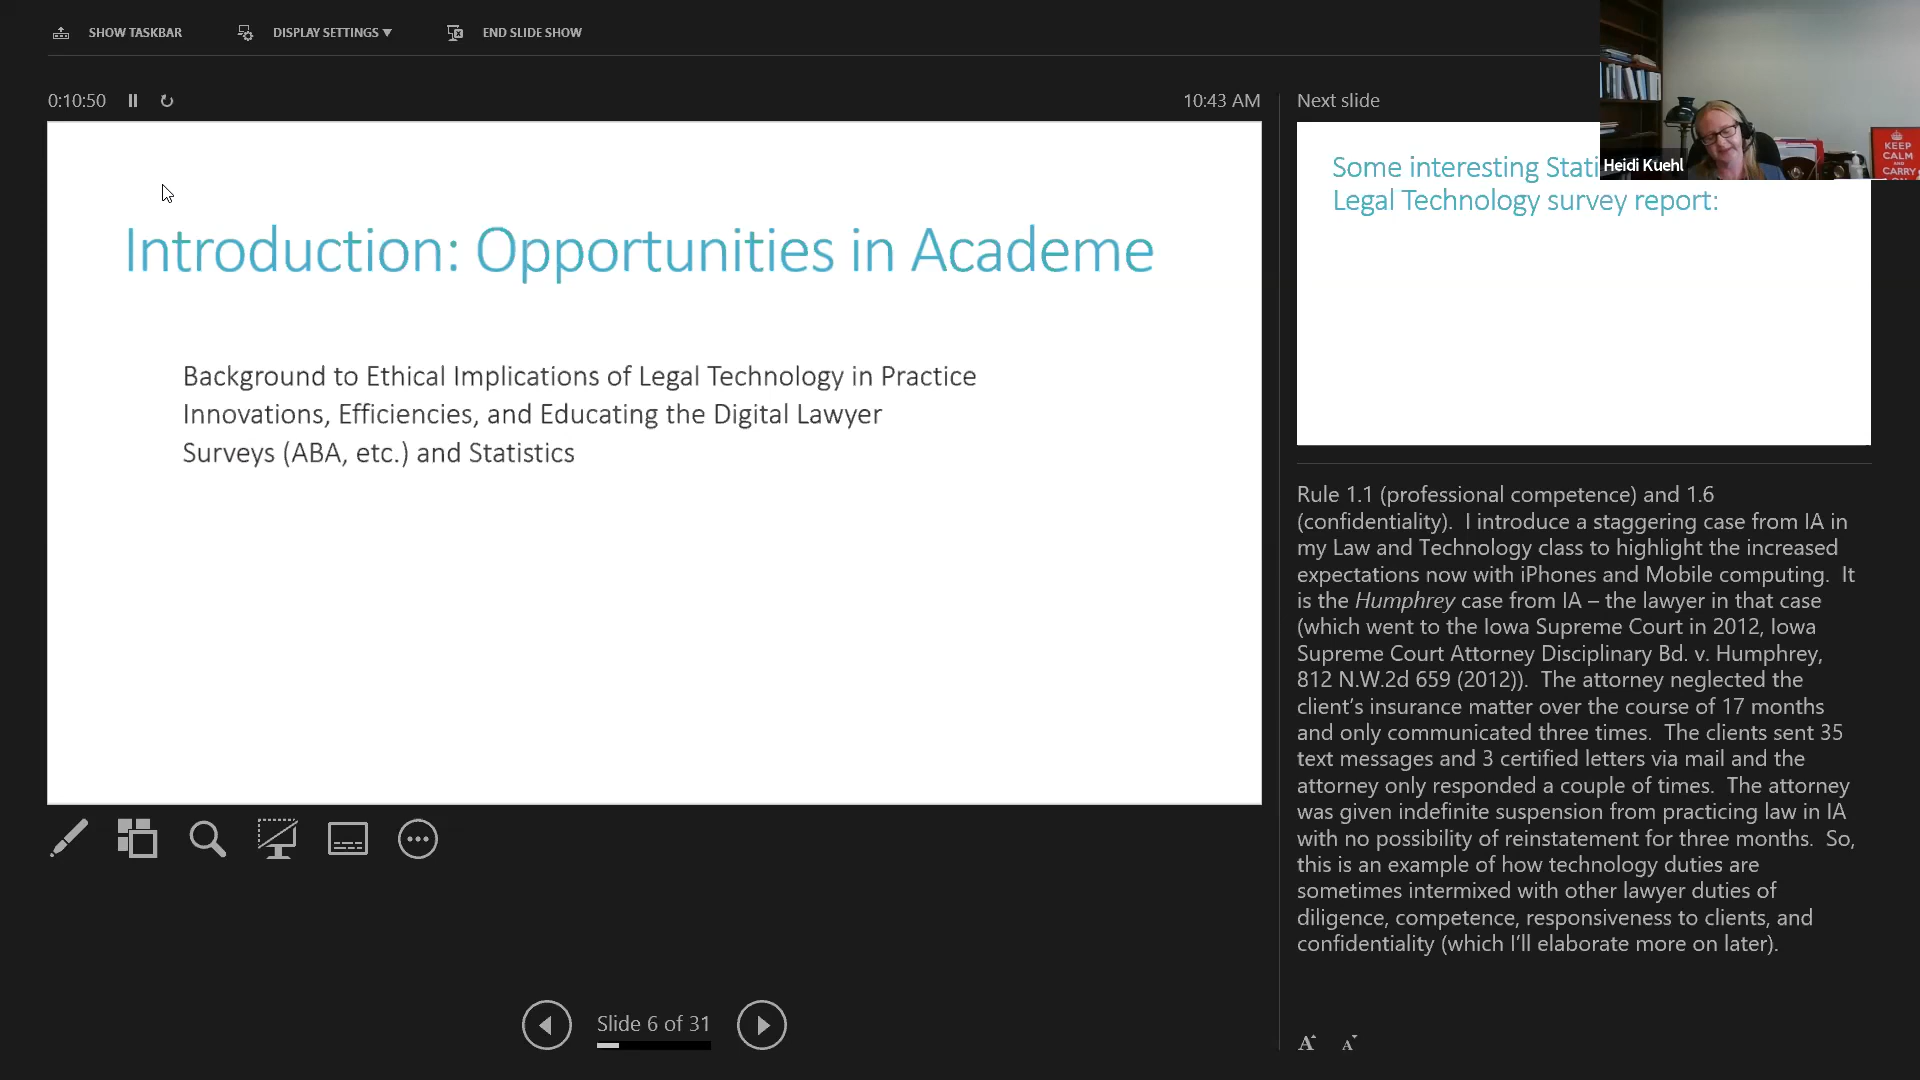 SHOW TASKBAR
DISPLAY SETTINGS ▼
END SLIDE SHOW
0:10:50
10:43 AM
Next slide
Introduction: Opportunities in Academe
Background to Ethical Implications of Legal Technology in Practice
Innovations, Efficiencies, and Educating the Digital Lawyer
Surveys (ABA, etc.) and Statistics
Slide 6 of 31
Some interesting Stati
Legal Technology survey report:
Heidi Kuehl
KEEP
CALM
AND
CARRY
ON
Rule 1.1 (professional competence) and 1.6
(confidentiality).  I introduce a staggering case from IA in
my Law and Technology class to highlight the increased
expectations now with iPhones and Mobile computing.  It
is the Humphrey case from IA – the lawyer in that case
(which went to the Iowa Supreme Court in 2012, Iowa
Supreme Court Attorney Disciplinary Bd. v. Humphrey,
812 N.W.2d 659 (2012)).  The attorney neglected the
client’s insurance matter over the course of 17 months
and only communicated three times.  The clients sent 35
text messages and 3 certified letters via mail and the
attorney only responded a couple of times.  The attorney
was given indefinite suspension from practicing law in IA
with no possibility of reinstatement for three months.  So,
this is an example of how technology duties are
sometimes intermixed with other lawyer duties of
diligence, competence, responsiveness to clients, and
confidentiality (which I’ll elaborate more on later).
A
A